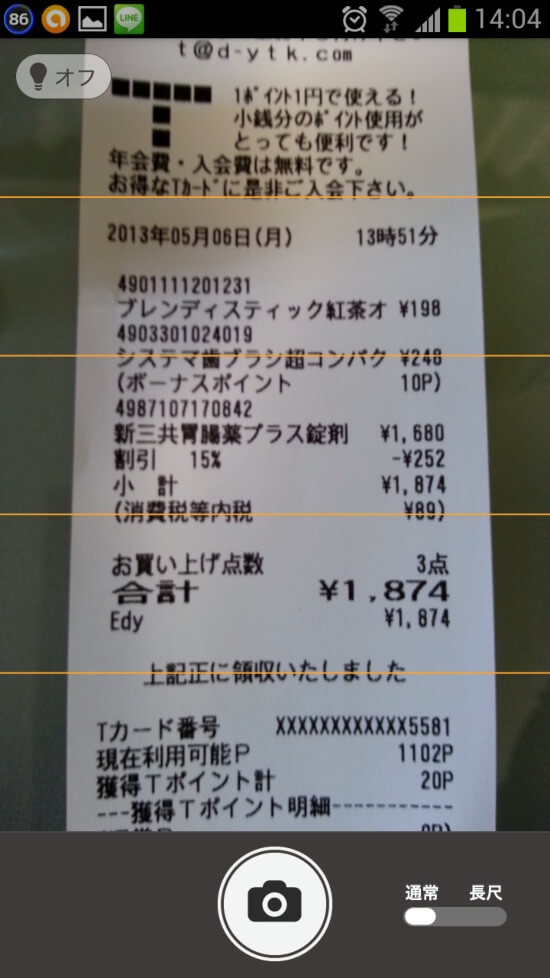 86 LINE 14:04
t@d-ytk.com
オフ
1ポイント1円で使える!
小銭分のポイント使用が
とっても便利です!
年会費・入会費は無料です。
お得なTカードに是非ご入会下さい。
2013年05月06日(月) 13時51分
4901111201231
ブレンディスティック紅茶オ ¥198
4903301024019
システマ歯ブラシ超コンパク ¥248
(ボーナスポイント 10P)
4987107170842
新三共胃腸薬プラス錠剤 ¥1,680
割引 15% -¥252
小 計 ¥1,874
(消費税等内税 ¥89)
お買い上げ点数 3点
合計 ¥1,874
Edy ¥1,874
上記正に領収いたしました
Tカード番号 XXXXXXXXXXXX5581
現在利用可能P 1102P
獲得Tポイント計 20P
---獲得Tポイント明細-----------
通常 長尺